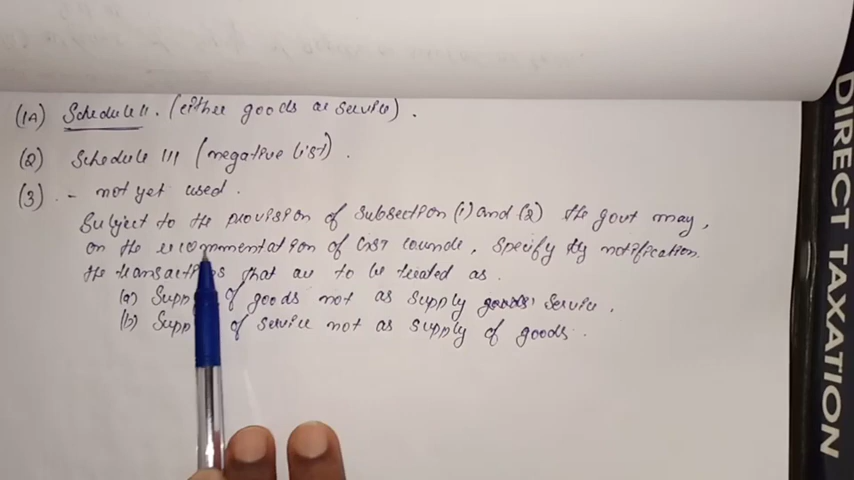 (1A) Schedule II. (either goods or service).
(2) Schedule III (negative list).
(3). - not yet used.
Subject to the provision of subsection (1) and (2) the govt may,
on the recommentation of GST councle, specify by notification.
the transactions that are to be treated as.
(a) Supply of goods not as supply goods' Service.
(b) Supply of service not as supply of goods.
DIRECT TAXATION